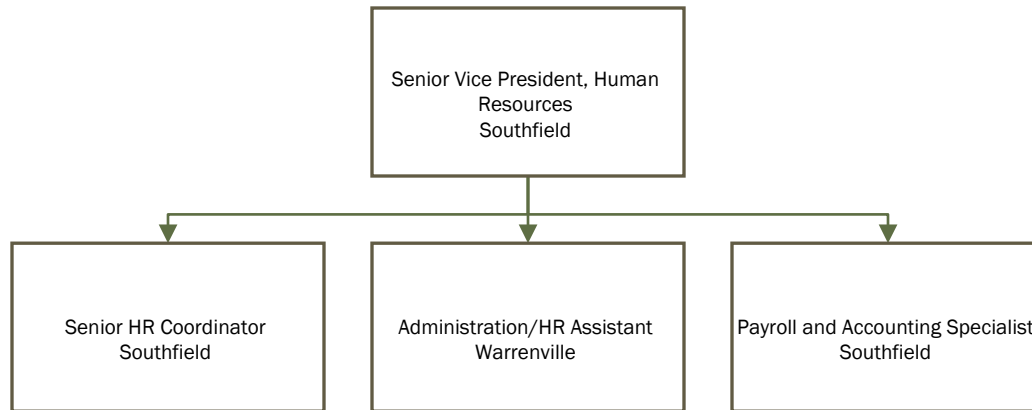 Senior Vice President, Human
Resources
Southfield
Senior HR Coordinator
Southfield
Administration/HR Assistant
Warrenville
Payroll and Accounting Specialist
Southfield